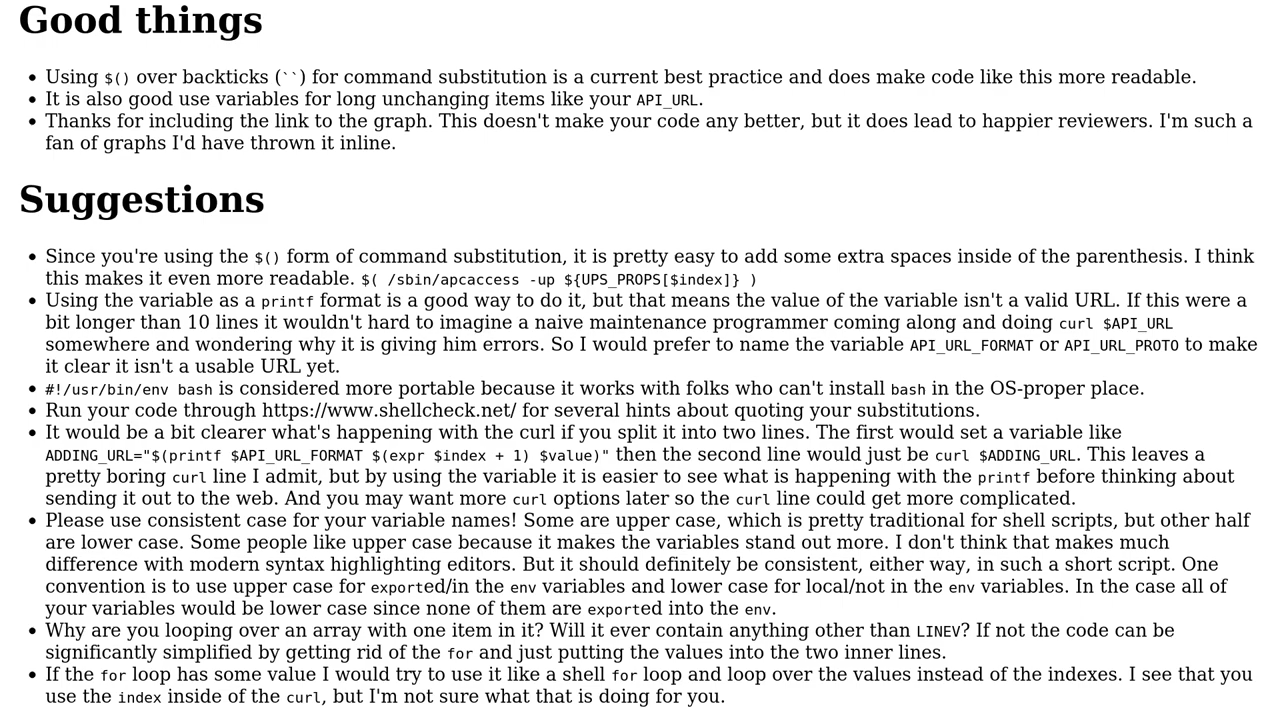 Good things
• Using $() over backticks (``) for command substitution is a current best practice and does make code like this more readable.
• It is also good use variables for long unchanging items like your API_URL.
• Thanks for including the link to the graph. This doesn't make your code any better, but it does lead to happier reviewers. I'm such a
fan of graphs I'd have thrown it inline.
Suggestions
• Since you're using the $() form of command substitution, it is pretty easy to add some extra spaces inside of the parenthesis. I think
this makes it even more readable. $( /sbin/apcaccess -up ${UPS_PROPS[$index]} )
• Using the variable as a printf format is a good way to do it, but that means the value of the variable isn't a valid URL. If this were a
bit longer than 10 lines it wouldn't hard to imagine a naive maintenance programmer coming along and doing curl $API_URL
somewhere and wondering why it is giving him errors. So I would prefer to name the variable API_URL_FORMAT or API_URL_PROTO to make
it clear it isn't a usable URL yet.
• #!/usr/bin/env bash is considered more portable because it works with folks who can't install bash in the OS-proper place.
• Run your code through https://www.shellcheck.net/ for several hints about quoting your substitutions.
• It would be a bit clearer what's happening with the curl if you split it into two lines. The first would set a variable like
ADDING_URL="$(printf $API_URL_FORMAT $(expr $index + 1) $value)" then the second line would just be curl $ADDING_URL. This leaves a
pretty boring curl line I admit, but by using the variable it is easier to see what is happening with the printf before thinking about
sending it out to the web. And you may want more curl options later so the curl line could get more complicated.
• Please use consistent case for your variable names! Some are upper case, which is pretty traditional for shell scripts, but other half
are lower case. Some people like upper case because it makes the variables stand out more. I don't think that makes much
difference with modern syntax highlighting editors. But it should definitely be consistent, either way, in such a short script. One
convention is to use upper case for exported/in the env variables and lower case for local/not in the env variables. In the case all of
your variables would be lower case since none of them are exported into the env.
• Why are you looping over an array with one item in it? Will it ever contain anything other than LINEV? If not the code can be
significantly simplified by getting rid of the for and just putting the values into the two inner lines.
• If the for loop has some value I would try to use it like a shell for loop and loop over the values instead of the indexes. I see that you
use the index inside of the curl, but I'm not sure what that is doing for you.